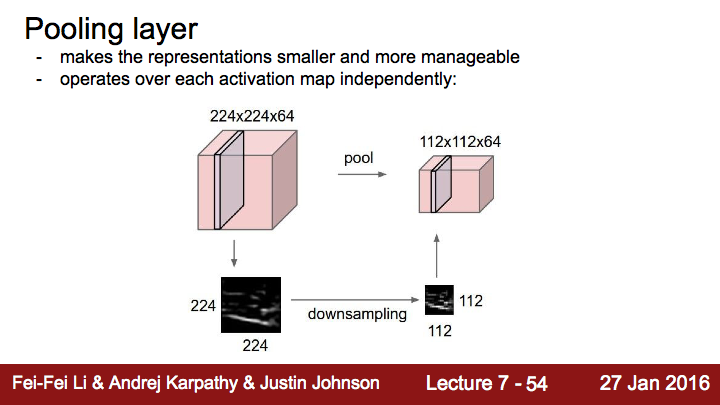 Pooling layer
- makes the representations smaller and more manageable
- operates over each activation map independently:
224x224x64
112x112x64
pool
224
downsampling
112
224
112
Fei-Fei Li & Andrej Karpathy & Justin Johnson
Lecture 7 - 54
27 Jan 2016